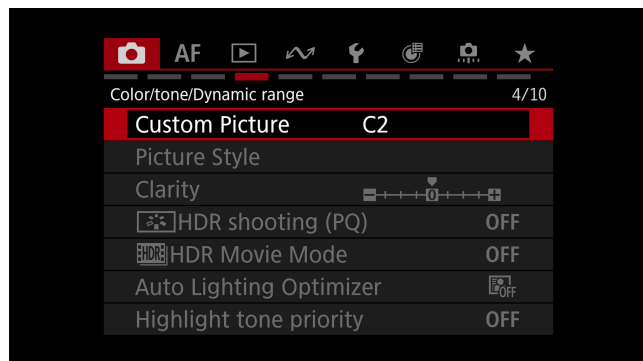 AF
Color/tone/Dynamic range 4/10
Custom Picture C2
Picture Style
Clarity 0
HDR shooting (PQ) OFF
HDR HDR Movie Mode OFF
Auto Lighting Optimizer OFF
Highlight tone priority OFF